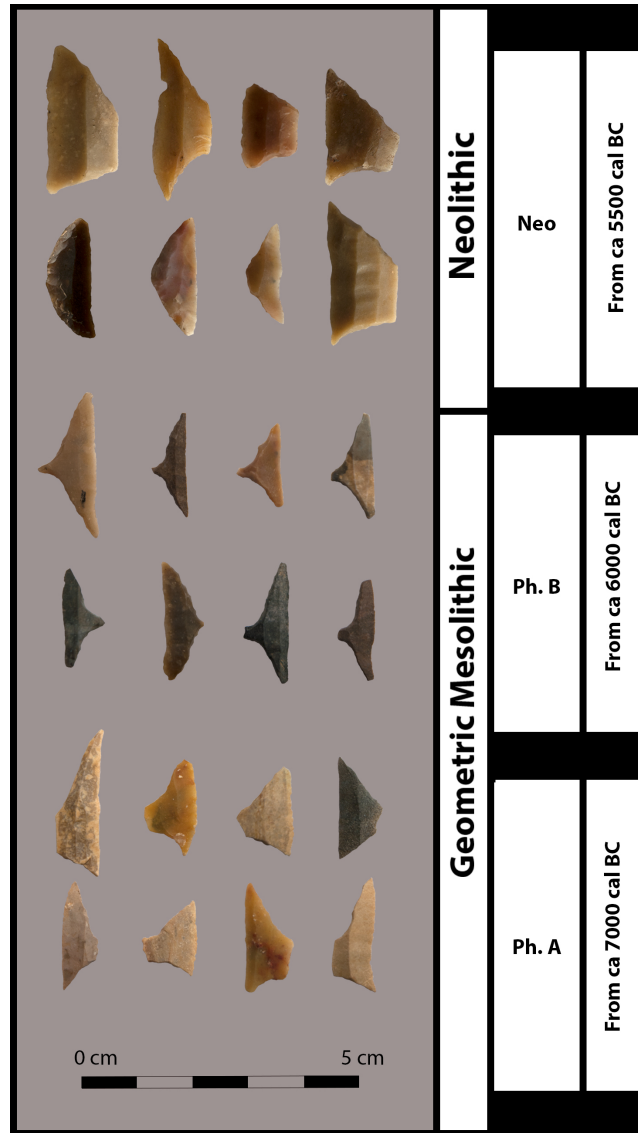 Neolithic
Neo
From ca 5500 cal BC
Geometric Mesolithic
Ph. B
From ca 6000 cal BC
Ph. A
From ca 7000 cal BC
0 cm
5 cm